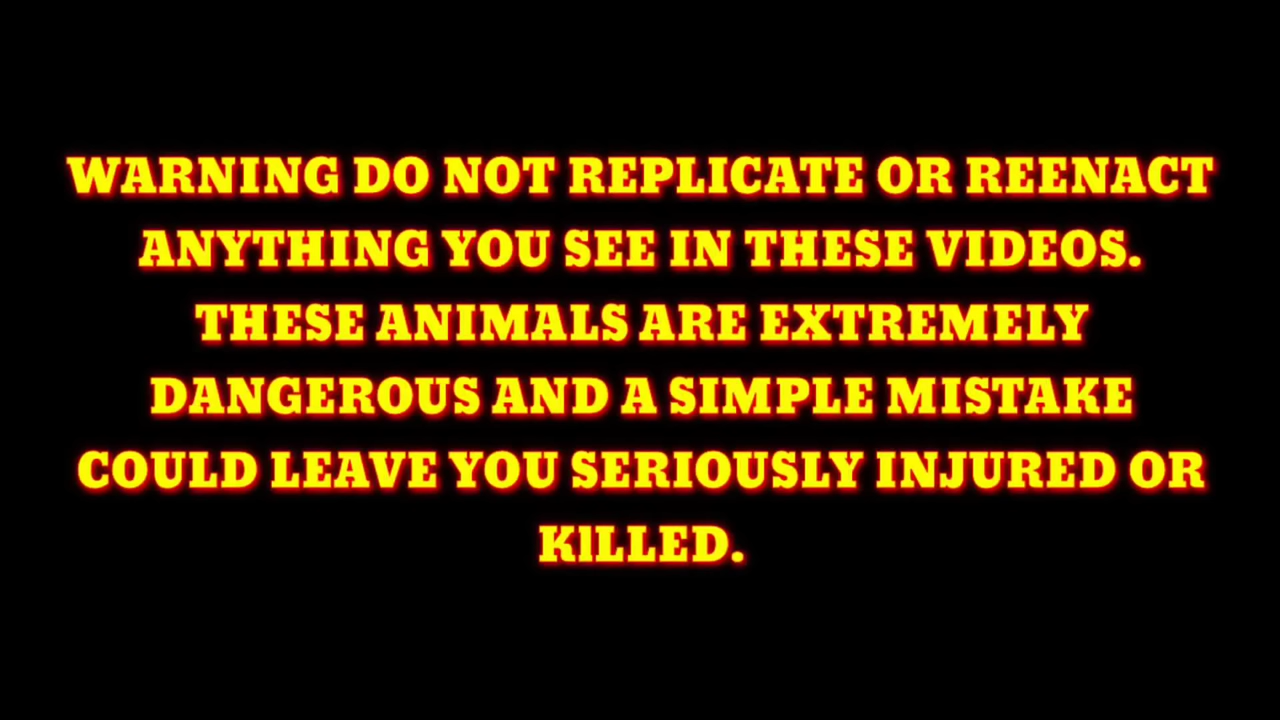 WARNING DO NOT REPLICATE OR REENACT
ANYTHING YOU SEE IN THESE VIDEOS.
THESE ANIMALS ARE EXTREMELY
DANGEROUS AND A SIMPLE MISTAKE
COULD LEAVE YOU SERIOUSLY INJURED OR
KlLLED.